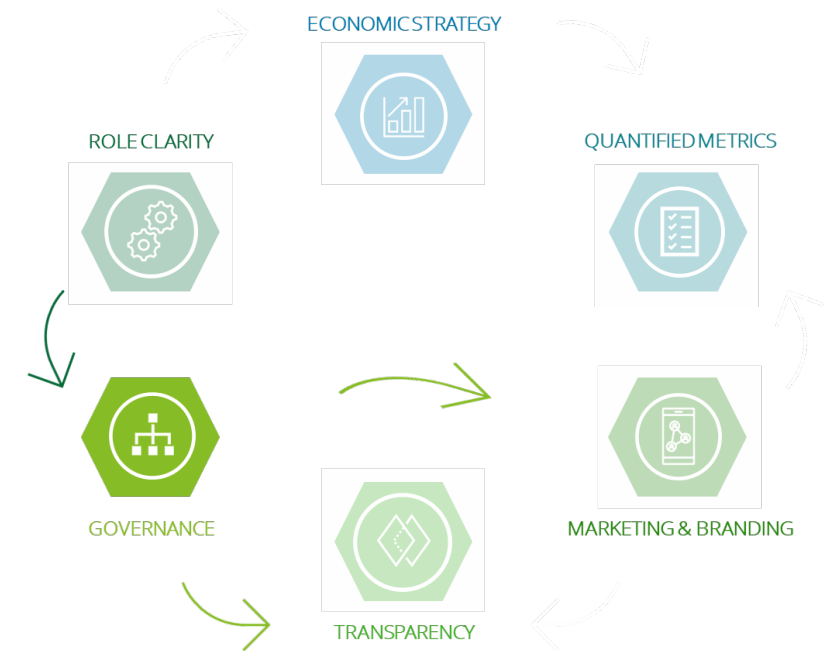 ECONOMIC STRATEGY
ROLE CLARITY
QUANTIFIED METRICS
GOVERNANCE
MARKETING & BRANDING
TRANSPARENCY